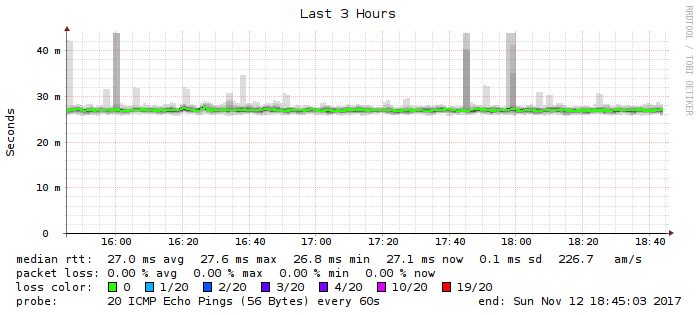 Last 3 Hours
RRDTOOL / TOBI OETIKER
Seconds
40 m
30 m
20 m
10 m
0
16:00 16:20 16:40 17:00 17:20 17:40 18:00 18:20 18:40
median rtt: 27.0 ms avg 27.6 ms max 26.8 ms min 27.1 ms now 0.1 ms sd 226.7 am/s
packet loss: 0.00 % avg 0.00 % max 0.00 % min 0.00 % now
loss color: 0 1/20 2/20 3/20 4/20 10/20 19/20
probe: 20 ICMP Echo Pings (56 Bytes) every 60s end: Sun Nov 12 18:45:03 2017